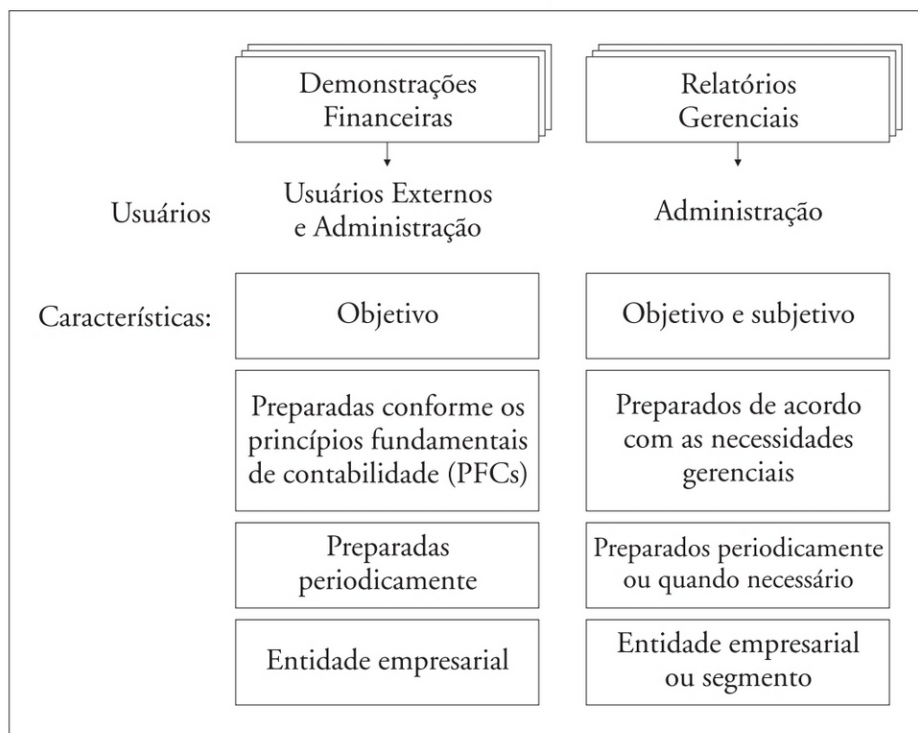 Demonstrações
Financeiras
Relatórios
Gerenciais
Usuários
Usuários Externos
e Administração
Administração
Características:
Objetivo
Objetivo e subjetivo
Preparadas conforme os
princípios fundamentais
de contabilidade (PFCs)
Preparados de acordo
com as necessidades
gerenciais
Preparadas
periodicamente
Preparados periodicamente
ou quando necessário
Entidade empresarial
Entidade empresarial
ou segmento